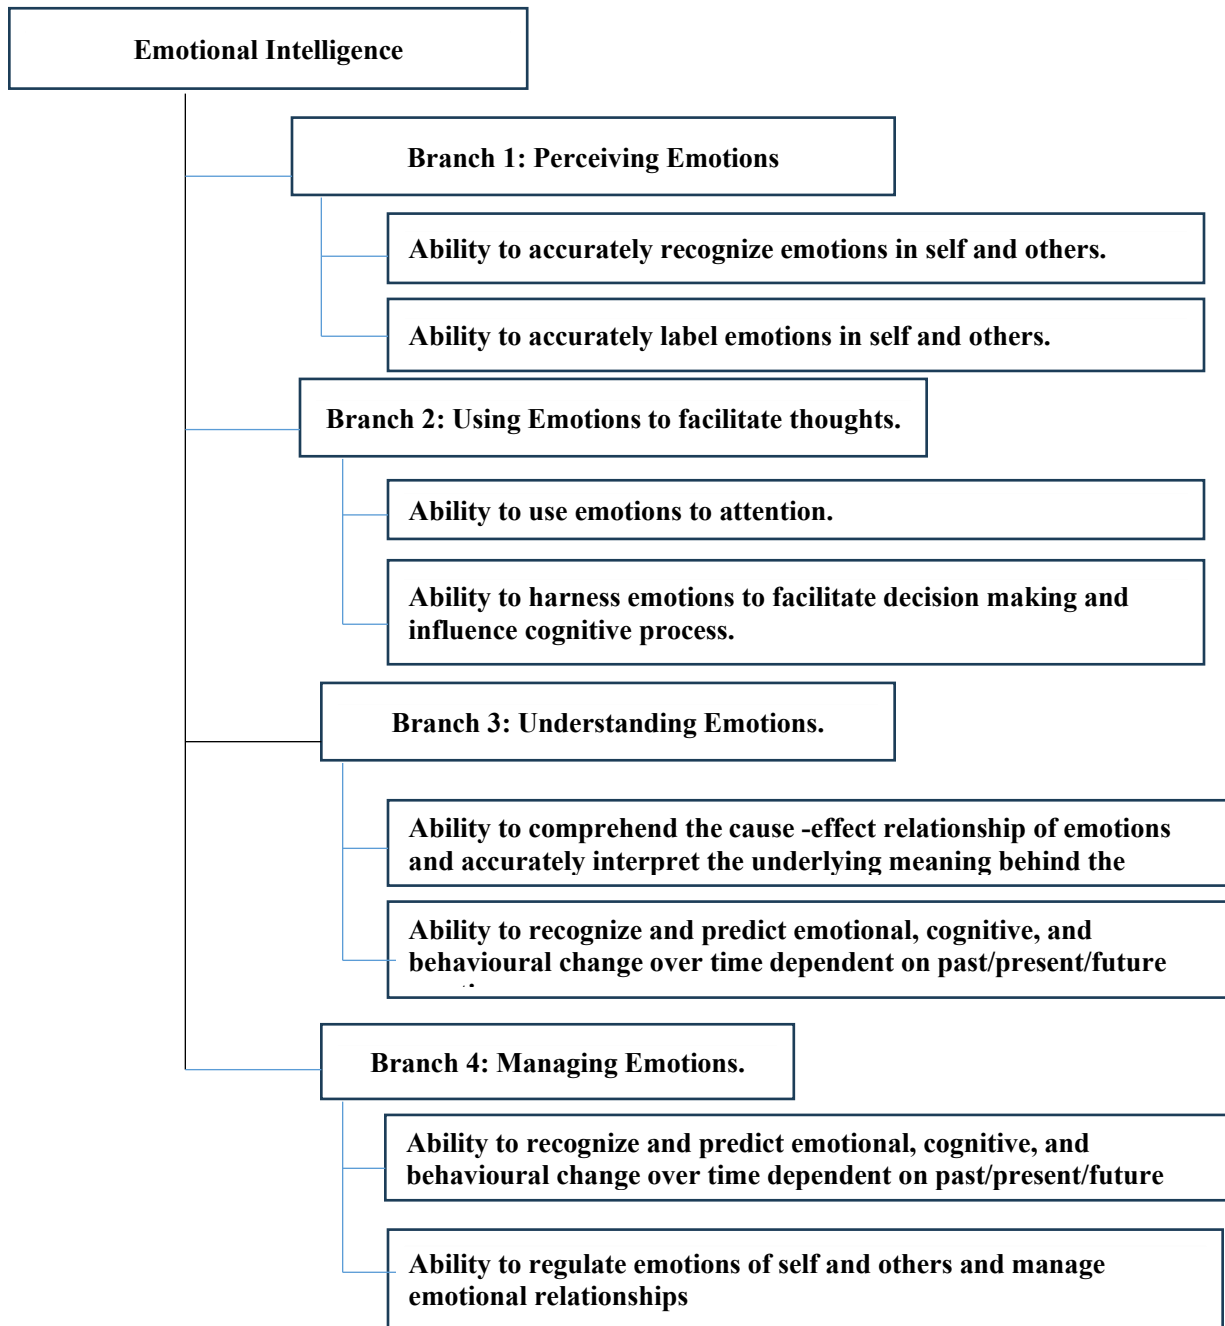 Emotional Intelligence
Branch 1: Perceiving Emotions
Ability to accurately recognize emotions in self and others.
Ability to accurately label emotions in self and others.
Branch 2: Using Emotions to facilitate thoughts.
Ability to use emotions to attention.
Ability to harness emotions to facilitate decision making and
influence cognitive process.
Branch 3: Understanding Emotions.
Ability to comprehend the cause -effect relationship of emotions
and accurately interpret the underlying meaning behind the
Ability to recognize and predict emotional, cognitive, and
behavioural change over time dependent on past/present/future
Branch 4: Managing Emotions.
Ability to recognize and predict emotional, cognitive, and
behavioural change over time dependent on past/present/future
Ability to regulate emotions of self and others and manage
emotional relationships